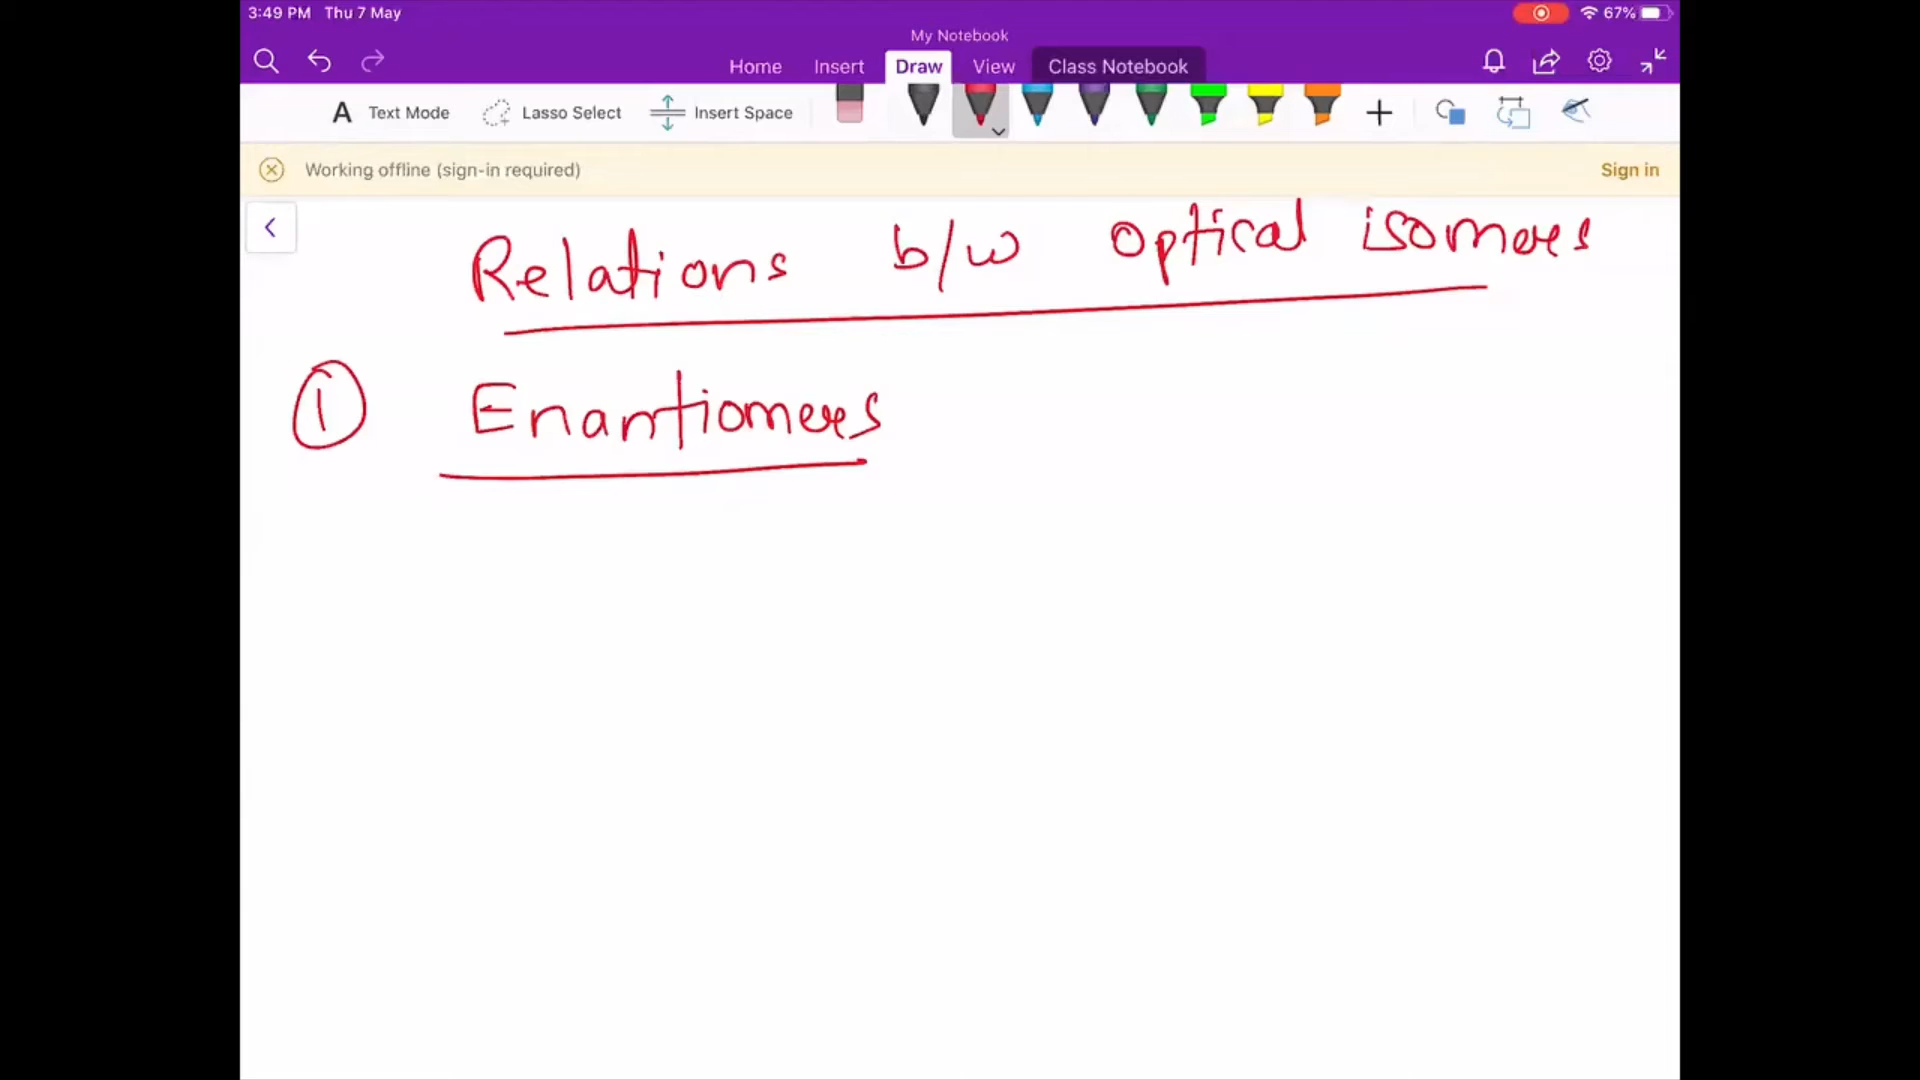 3:49 PM Thu 7 May 67%
My Notebook
Home Insert Draw View Class Notebook
A Text Mode Lasso Select Insert Space
Working offline (sign-in required) Sign in
Relations b/w optical isomers
1 Enantiomers